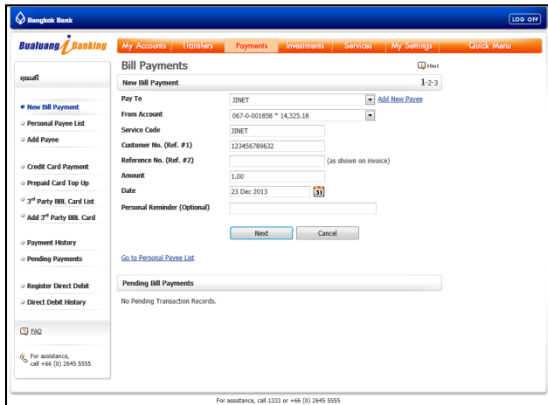 Bangkok Bank
LOG OFF
Bualuang iBanking
My Accounts Transfers Payments Investments Services My Settings Quick Menu
Bill Payments
Hint
คุณเสรี
New Bill Payment
1-2-3
New Bill Payment
Personal Payee List
Add Payee
Credit Card Payment
Prepaid Card Top Up
3rd Party BBL Card List
Add 3rd Party BBL Card
Payment History
Pending Payments
Register Direct Debit
Direct Debit History
FAQ
For assistance,
call +66 (0) 2645 5555
Pay To JINET Add New Payee
From Account 067-0-001858 * 14,325.18
Service Code JINET
Customer No. (Ref. #1) 123456789632
Reference No. (Ref. #2) (as shown on invoice)
Amount 1.00
Date 23 Dec 2013 31
Personal Reminder (Optional)
Next Cancel
Go to Personal Payee List
Pending Bill Payments
No Pending Transaction Records.
For assistance, call 1333 or +66 (0) 2645 5555